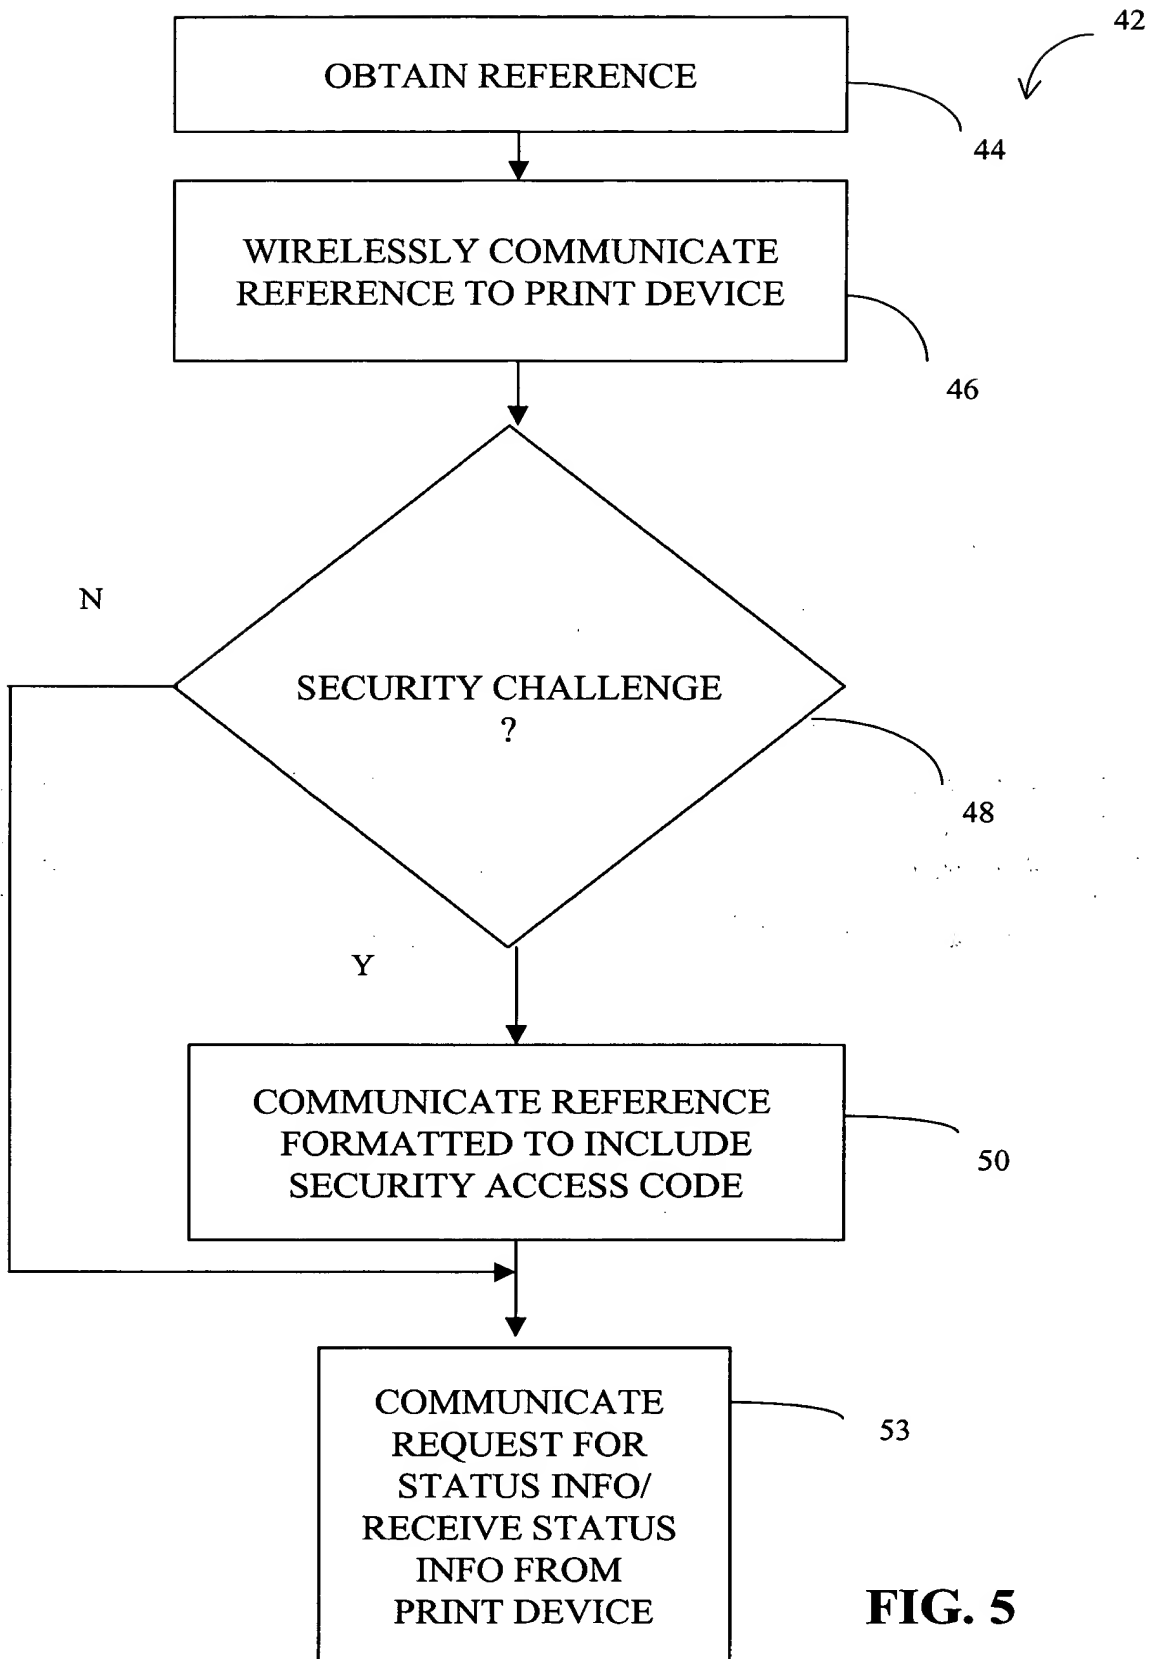 42
OBTAIN REFERENCE
44
WIRELESSLY COMMUNICATE
REFERENCE TO PRINT DEVICE
46
N
SECURITY CHALLENGE
?
48
Y
COMMUNICATE REFERENCE
FORMATTED TO INCLUDE
SECURITY ACCESS CODE
50
COMMUNICATE
REQUEST FOR
STATUS INFO/
RECEIVE STATUS
INFO FROM
PRINT DEVICE
53
FIG. 5